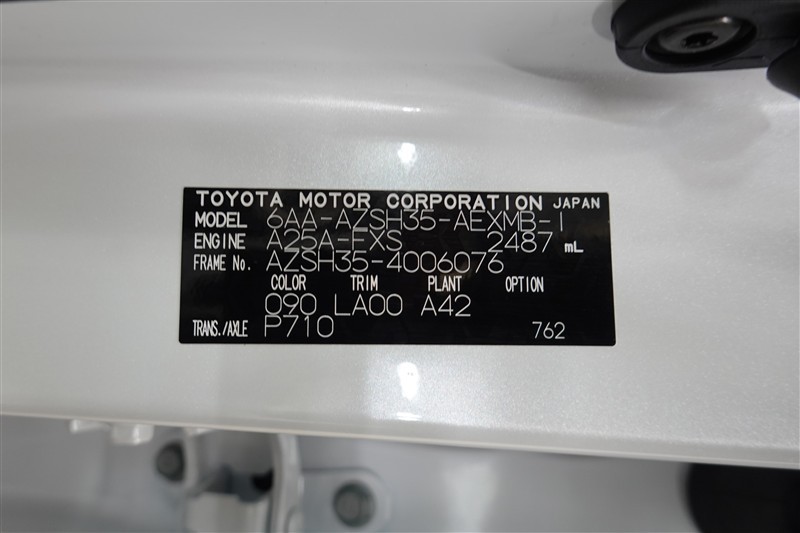 TOYOTA MOTOR CORPORATION JAPAN
MODEL 6AA-AZSH35-AEXMB-1
ENGINE A25A-FXS 2487 mL
FRAME No. AZSH35-4006076
COLOR TRIM PLANT OPTION
090 LA00 A42
TRANS./AXLE P710 762